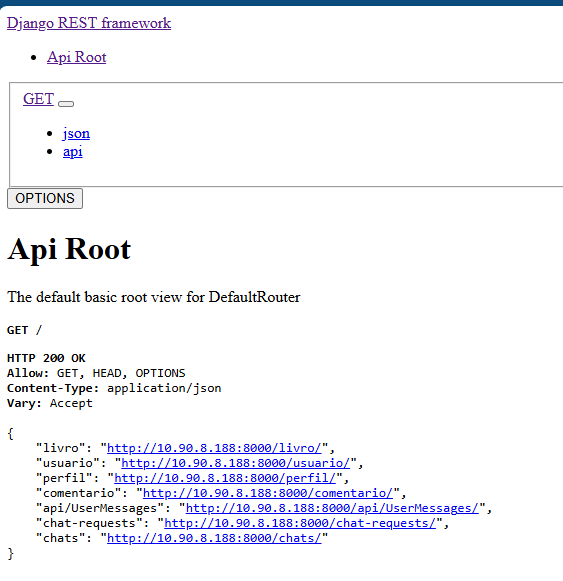 Django REST framework
Api Root
GET
json
api
OPTIONS
Api Root
The default basic root view for DefaultRouter
GET /
HTTP 200 OK
Allow: GET, HEAD, OPTIONS
Content-Type: application/json
Vary: Accept
{
    "livro": "http://10.90.8.188:8000/livro/",
    "usuario": "http://10.90.8.188:8000/usuario/",
    "perfil": "http://10.90.8.188:8000/perfil/",
    "comentario": "http://10.90.8.188:8000/comentario/",
    "api/UserMessages": "http://10.90.8.188:8000/api/UserMessages/",
    "chat-requests": "http://10.90.8.188:8000/chat-requests/",
    "chats": "http://10.90.8.188:8000/chats/"
}